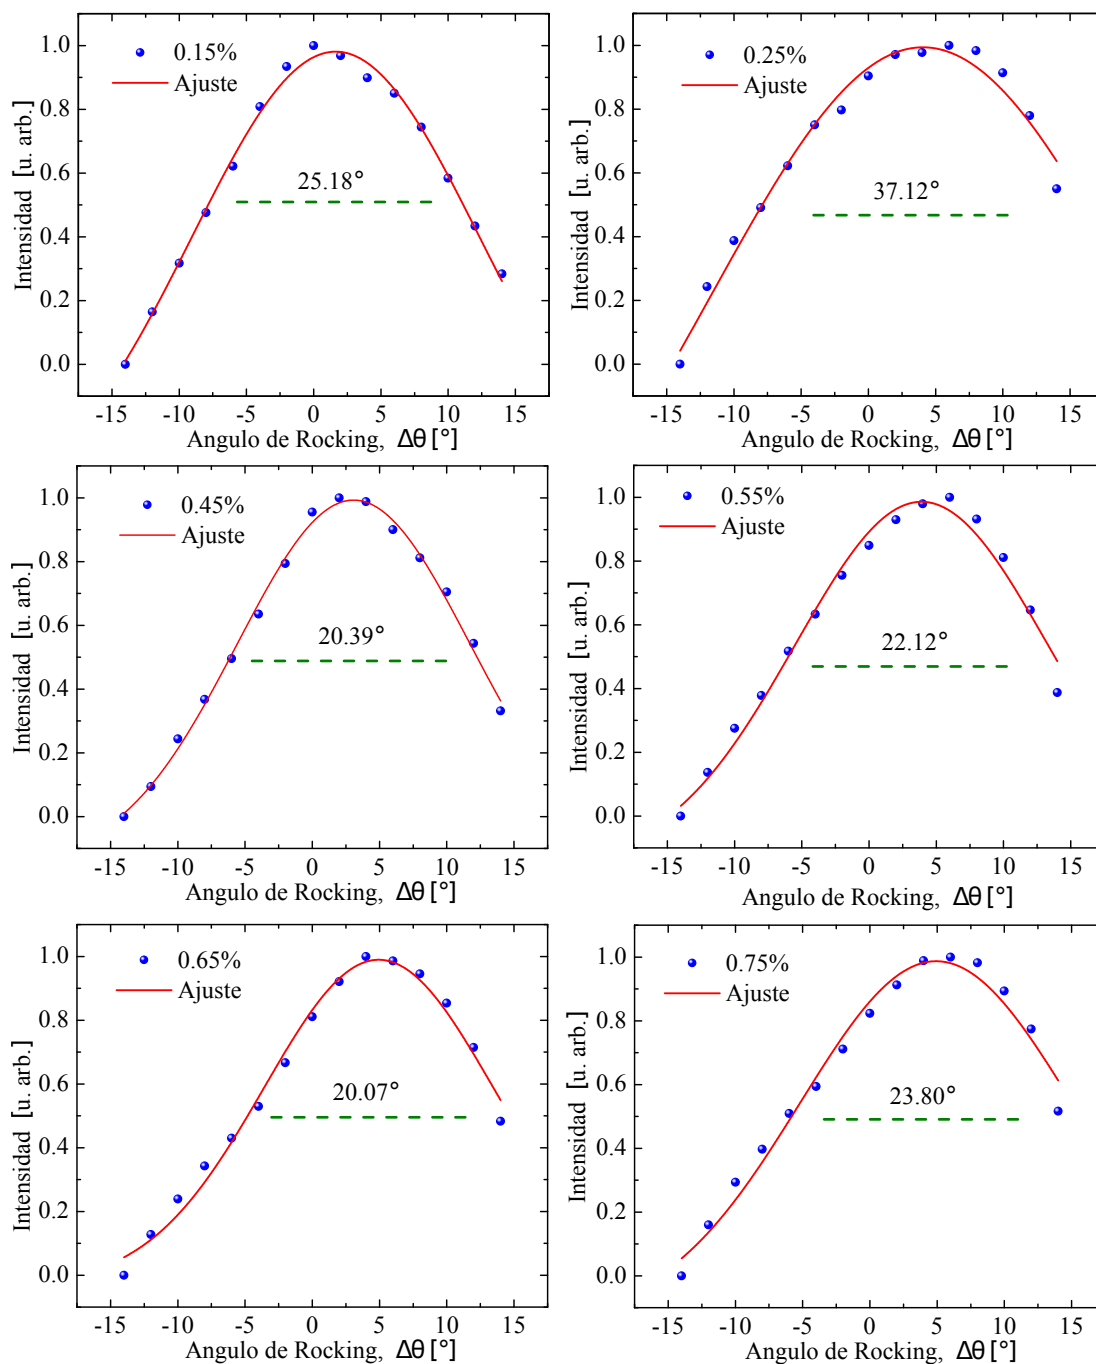 0.15%
Ajuste
25.18°
Intensidad [u. arb.]
1.0
0.8
0.6
0.4
0.2
0.0
-15 -10 -5 0 5 10 15
Angulo de Rocking, Δθ [°]
0.25%
Ajuste
37.12°
Intensidad [u. arb.]
1.0
0.8
0.6
0.4
0.2
0.0
-15 -10 -5 0 5 10 15
Angulo de Rocking, Δθ [°]
0.45%
Ajuste
20.39°
Intensidad [u. arb.]
1.0
0.8
0.6
0.4
0.2
0.0
-15 -10 -5 0 5 10 15
Angulo de Rocking, Δθ [°]
0.55%
Ajuste
22.12°
Intensidad [u. arb.]
1.0
0.8
0.6
0.4
0.2
0.0
-15 -10 -5 0 5 10 15
Angulo de Rocking, Δθ [°]
0.65%
Ajuste
20.07°
Intensidad [u. arb.]
1.0
0.8
0.6
0.4
0.2
0.0
-15 -10 -5 0 5 10 15
Angulo de Rocking, Δθ [°]
0.75%
Ajuste
23.80°
Intensidad [u. arb.]
1.0
0.8
0.6
0.4
0.2
0.0
-15 -10 -5 0 5 10 15
Angulo de Rocking, Δθ [°]